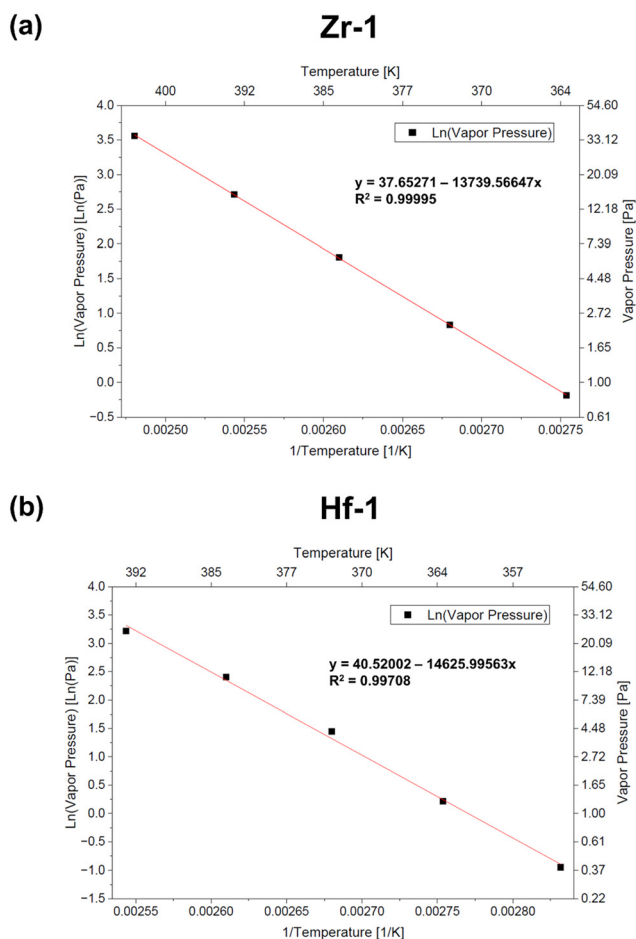 (a)
Zr-1
Temperature [K]
400 392 385 377 370 364
4.0 54.60
Ln(Vapor Pressure)
3.5 33.12
3.0 20.09
y = 37.65271 – 13739.56647x
R² = 0.99995
2.5 12.18
2.0 7.39
1.5 4.48
1.0 2.72
0.5 1.65
0.0 1.00
−0.5 0.61
Ln(Vapor Pressure) [Ln(Pa)]
Vapor Pressure [Pa]
0.00250 0.00255 0.00260 0.00265 0.00270 0.00275
1/Temperature [1/K]
(b)
Hf-1
Temperature [K]
392 385 377 370 364 357
4.0 54.60
Ln(Vapor Pressure)
3.5 33.12
3.0 20.09
y = 40.52002 – 14625.99563x
R² = 0.99708
2.5 12.18
2.0 7.39
1.5 4.48
1.0 2.72
0.5 1.65
0.0 1.00
−0.5 0.61
−1.0 0.37
−1.5 0.22
Ln(Vapor Pressure) [Ln(Pa)]
Vapor Pressure [Pa]
0.00255 0.00260 0.00265 0.00270 0.00275 0.00280
1/Temperature [1/K]